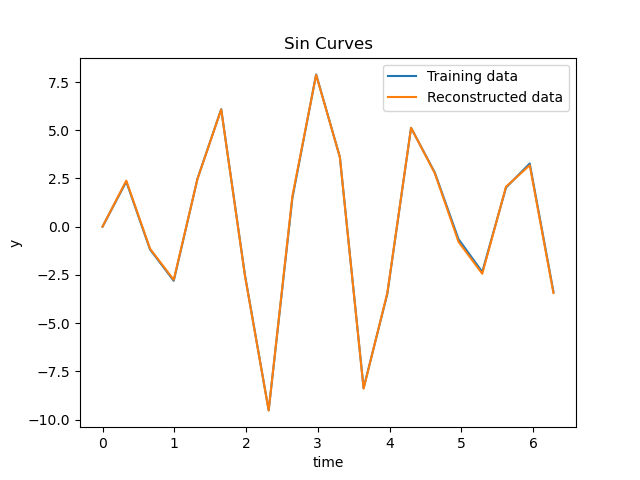 Sin Curves
Training data
Reconstructed data
7.5
5.0
2.5
0.0
−2.5
−5.0
−7.5
−10.0
y
0 1 2 3 4 5 6
time